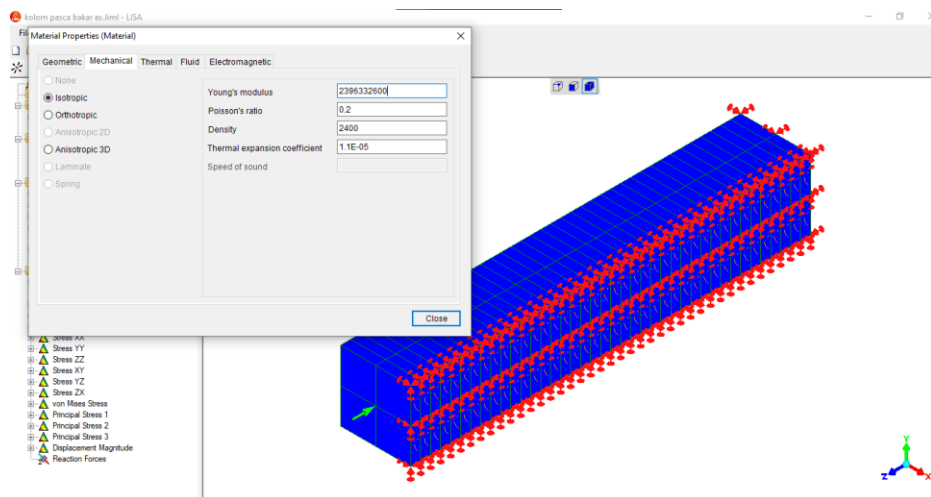 kolom pasca bakar ex.liml - LISA
Material Properties (Material)
Geometric Mechanical Thermal Fluid Electromagnetic
None
Isotropic
Orthotropic
Anisotropic 2D
Anisotropic 3D
Laminate
Spring
Young's modulus 2396332600
Poisson's ratio 0.2
Density 2400
Thermal expansion coefficient 1.1E-05
Speed of sound
Close
Stress XX
Stress YY
Stress ZZ
Stress XY
Stress YZ
Stress ZX
von Mises Stress
Principal Stress 1
Principal Stress 2
Principal Stress 3
Displacement Magnitude
Reaction Forces
Y
Z
X